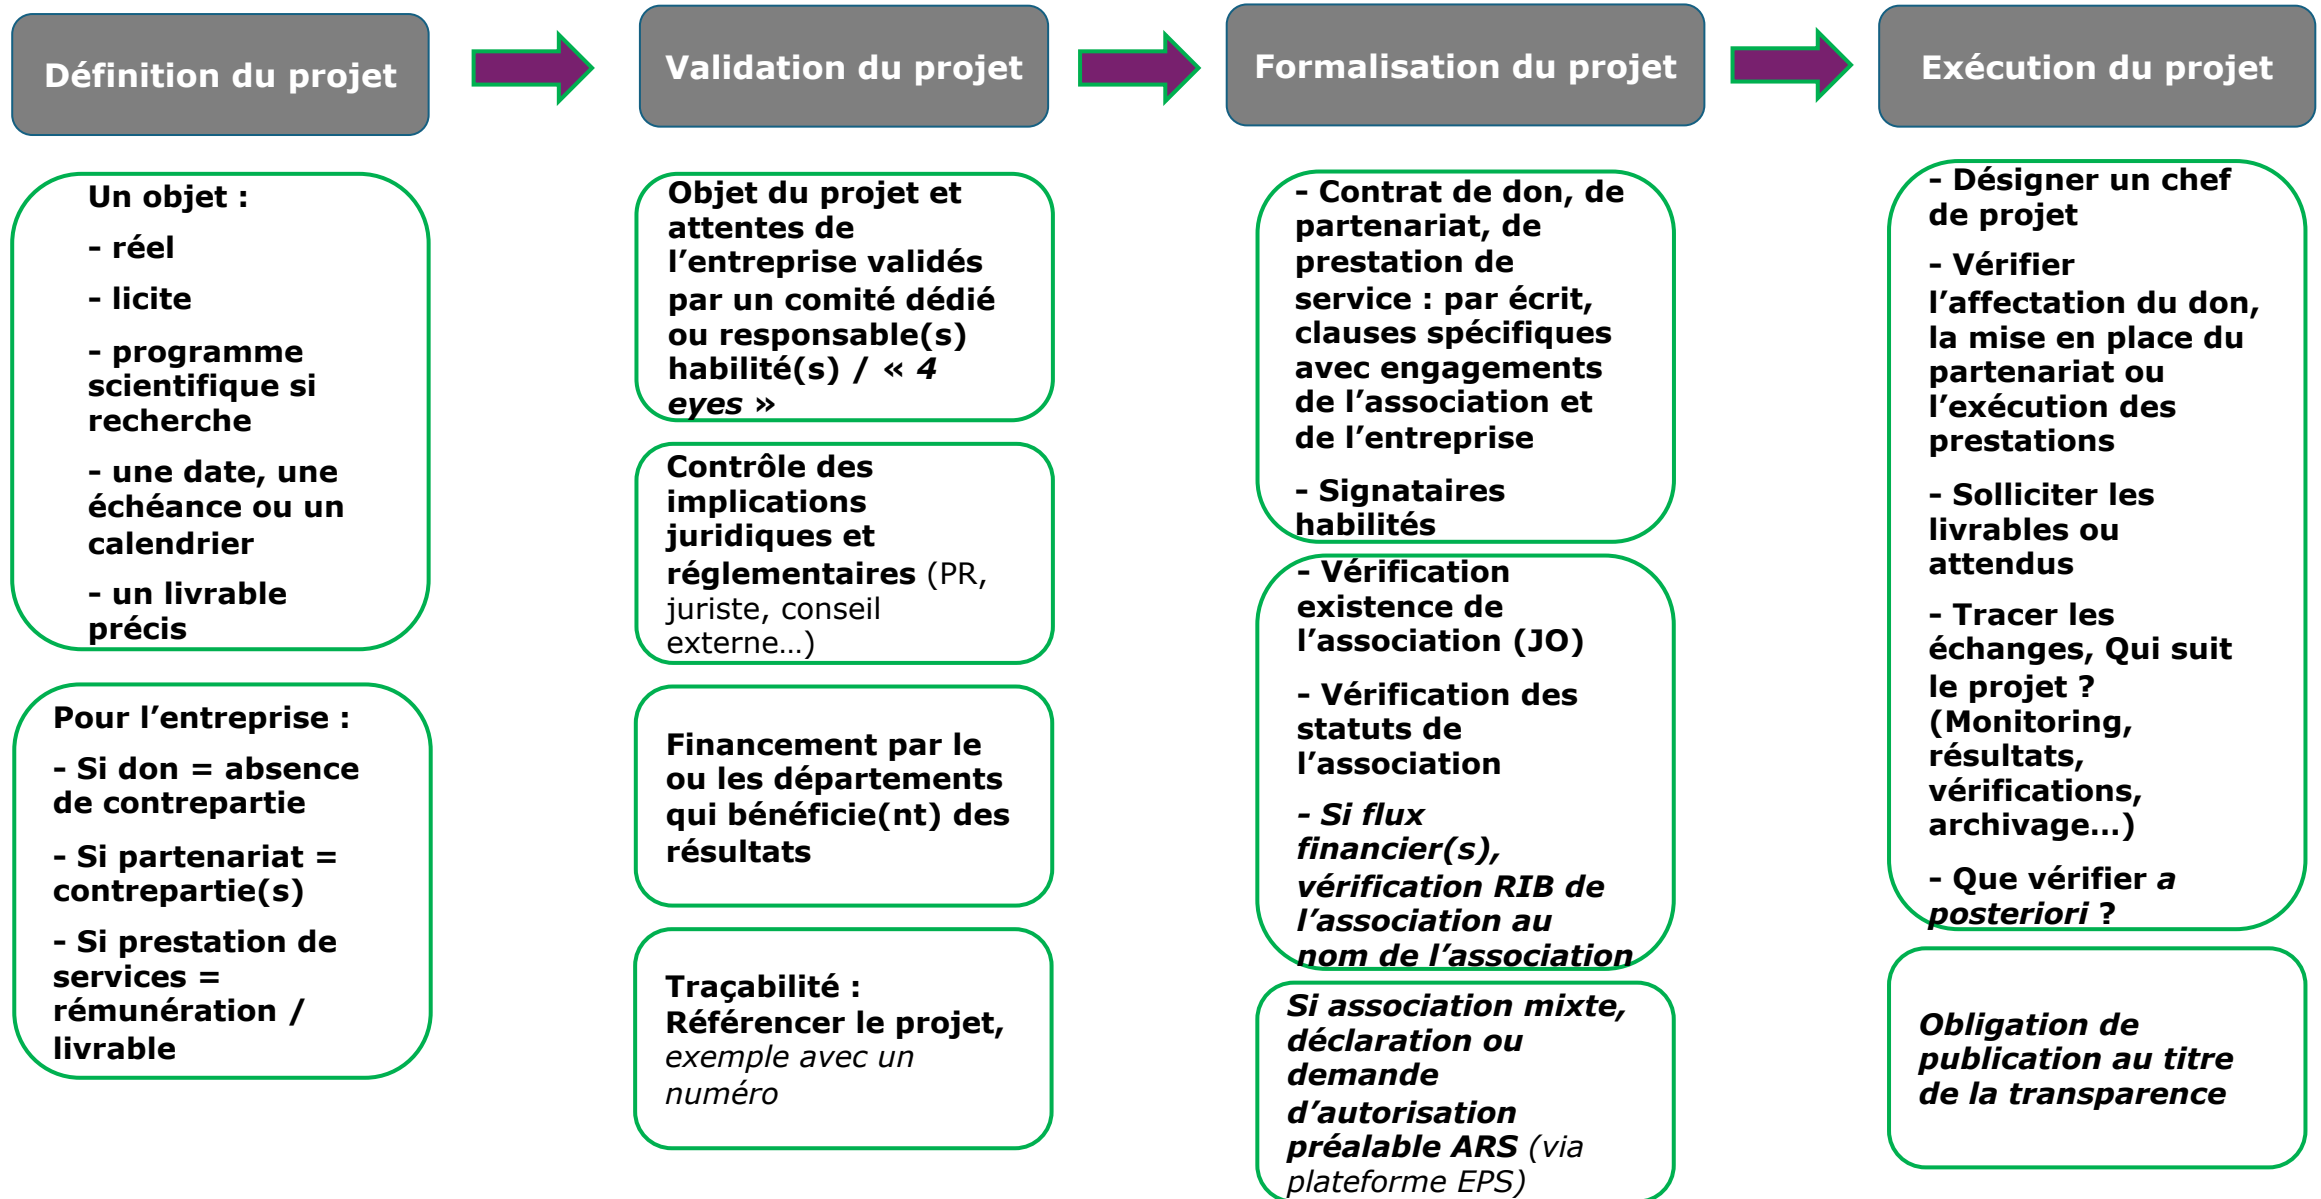 Définition du projet
Validation du projet
Formalisation du projet
Exécution du projet
Un objet :
- réel
- licite
- programme
scientifique si
recherche
- une date, une
échéance ou un
calendrier
- un livrable
précis
Pour l’entreprise :
- Si don = absence
de contrepartie
- Si partenariat =
contrepartie(s)
- Si prestation de
services =
rémunération /
livrable
Objet du projet et
attentes de
l’entreprise validés
par un comité dédié
ou responsable(s)
habilité(s) / « 4
eyes »
Contrôle des
implications
juridiques et
réglementaires (PR,
juriste, conseil
externe…)
Financement par le
ou les départements
qui bénéficie(nt) des
résultats
Traçabilité :
Référencer le projet,
exemple avec un
numéro
- Contrat de don, de
partenariat, de
prestation de
service : par écrit,
clauses spécifiques
avec engagements
de l’association et
de l’entreprise
- Signataires
habilités
- Vérification
existence de
l’association (JO)
- Vérification des
statuts de
l’association
- Si flux
financier(s),
vérification RIB de
l’association au
nom de l’association
Si association mixte,
déclaration ou
demande
d’autorisation
préalable ARS (via
plateforme EPS)
- Désigner un chef
de projet
- Vérifier
l’affectation du don,
la mise en place du
partenariat ou
l’exécution des
prestations
- Solliciter les
livrables ou
attendus
- Tracer les
échanges, Qui suit
le projet ?
(Monitoring,
résultats,
vérifications,
archivage…)
- Que vérifier a
posteriori ?
Obligation de
publication au titre
de la transparence